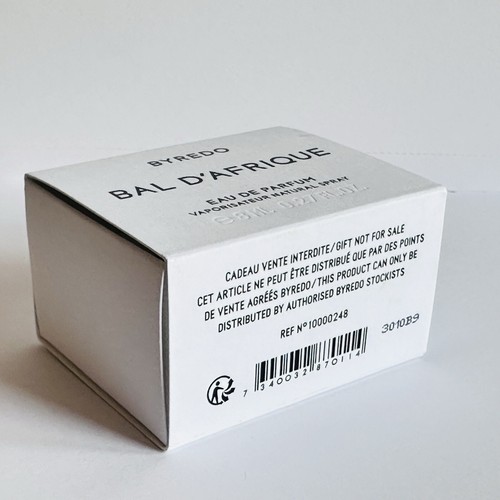 BYREDO
BAL D'AFRIQUE
EAU DE PARFUM
VAPORISATEUR NATURAL SPRAY
CADEAU VENTE INTERDITE/GIFT NOT FOR SALE
CET ARTICLE NE PEUT ÊTRE DISTRIBUÉ QUE PAR DES POINTS
DE VENTE AGRÉÉS BYREDO/THIS PRODUCT CAN ONLY BE
DISTRIBUTED BY AUTHORISED BYREDO STOCKISTS
REF N°10000248
3010B9
7 340032 870114